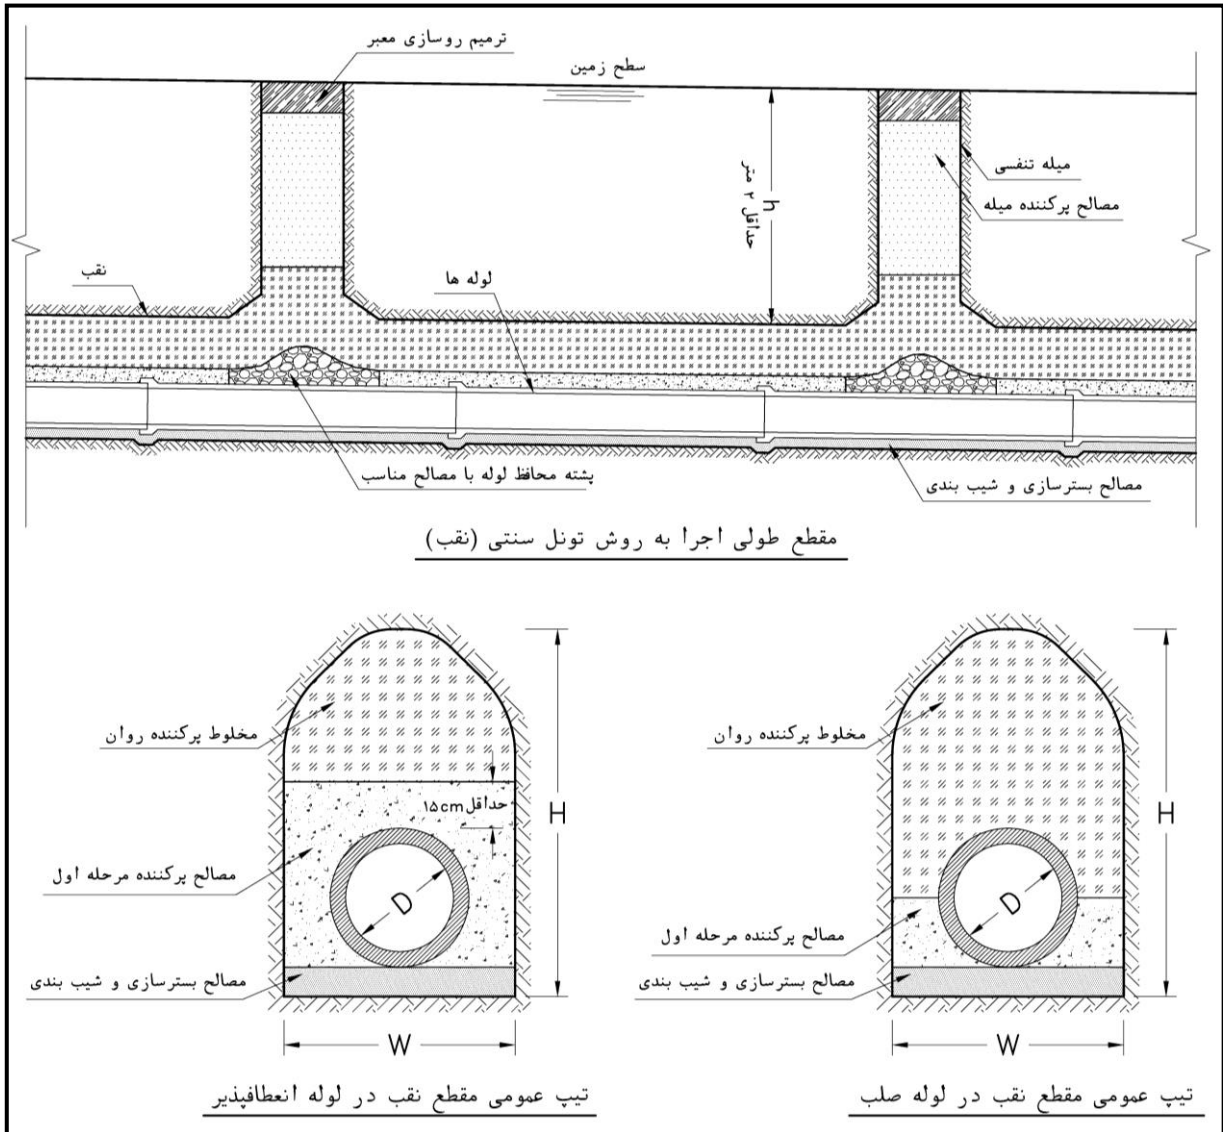 ترمیم روسازی معبر
سطح زمین
میله تنفسی
مصالح پرکننده میله
h
حداقل ۲ متر
نقب
لوله ها
پشته محافظ لوله با مصالح مناسب
مصالح بسترسازی و شیب بندی
مقطع طولی اجرا به روش تونل سنتی (نقب)
مخلوط پرکننده روان
حداقل ۱۵cm
مصالح پرکننده مرحله اول
D
مصالح بسترسازی و شیب بندی
H
W
تیپ عمومی مقطع نقب در لوله انعطافپذیر
مخلوط پرکننده روان
مصالح پرکننده مرحله اول
D
مصالح بسترسازی و شیب بندی
H
W
تیپ عمومی مقطع نقب در لوله صلب